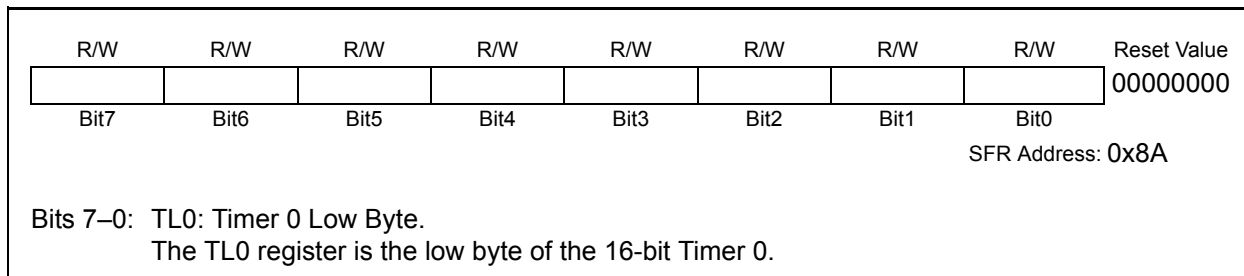 R/W R/W R/W R/W R/W R/W R/W R/W Reset Value
00000000
Bit7 Bit6 Bit5 Bit4 Bit3 Bit2 Bit1 Bit0
SFR Address: 0x8A
Bits 7–0: TL0: Timer 0 Low Byte.
The TL0 register is the low byte of the 16-bit Timer 0.